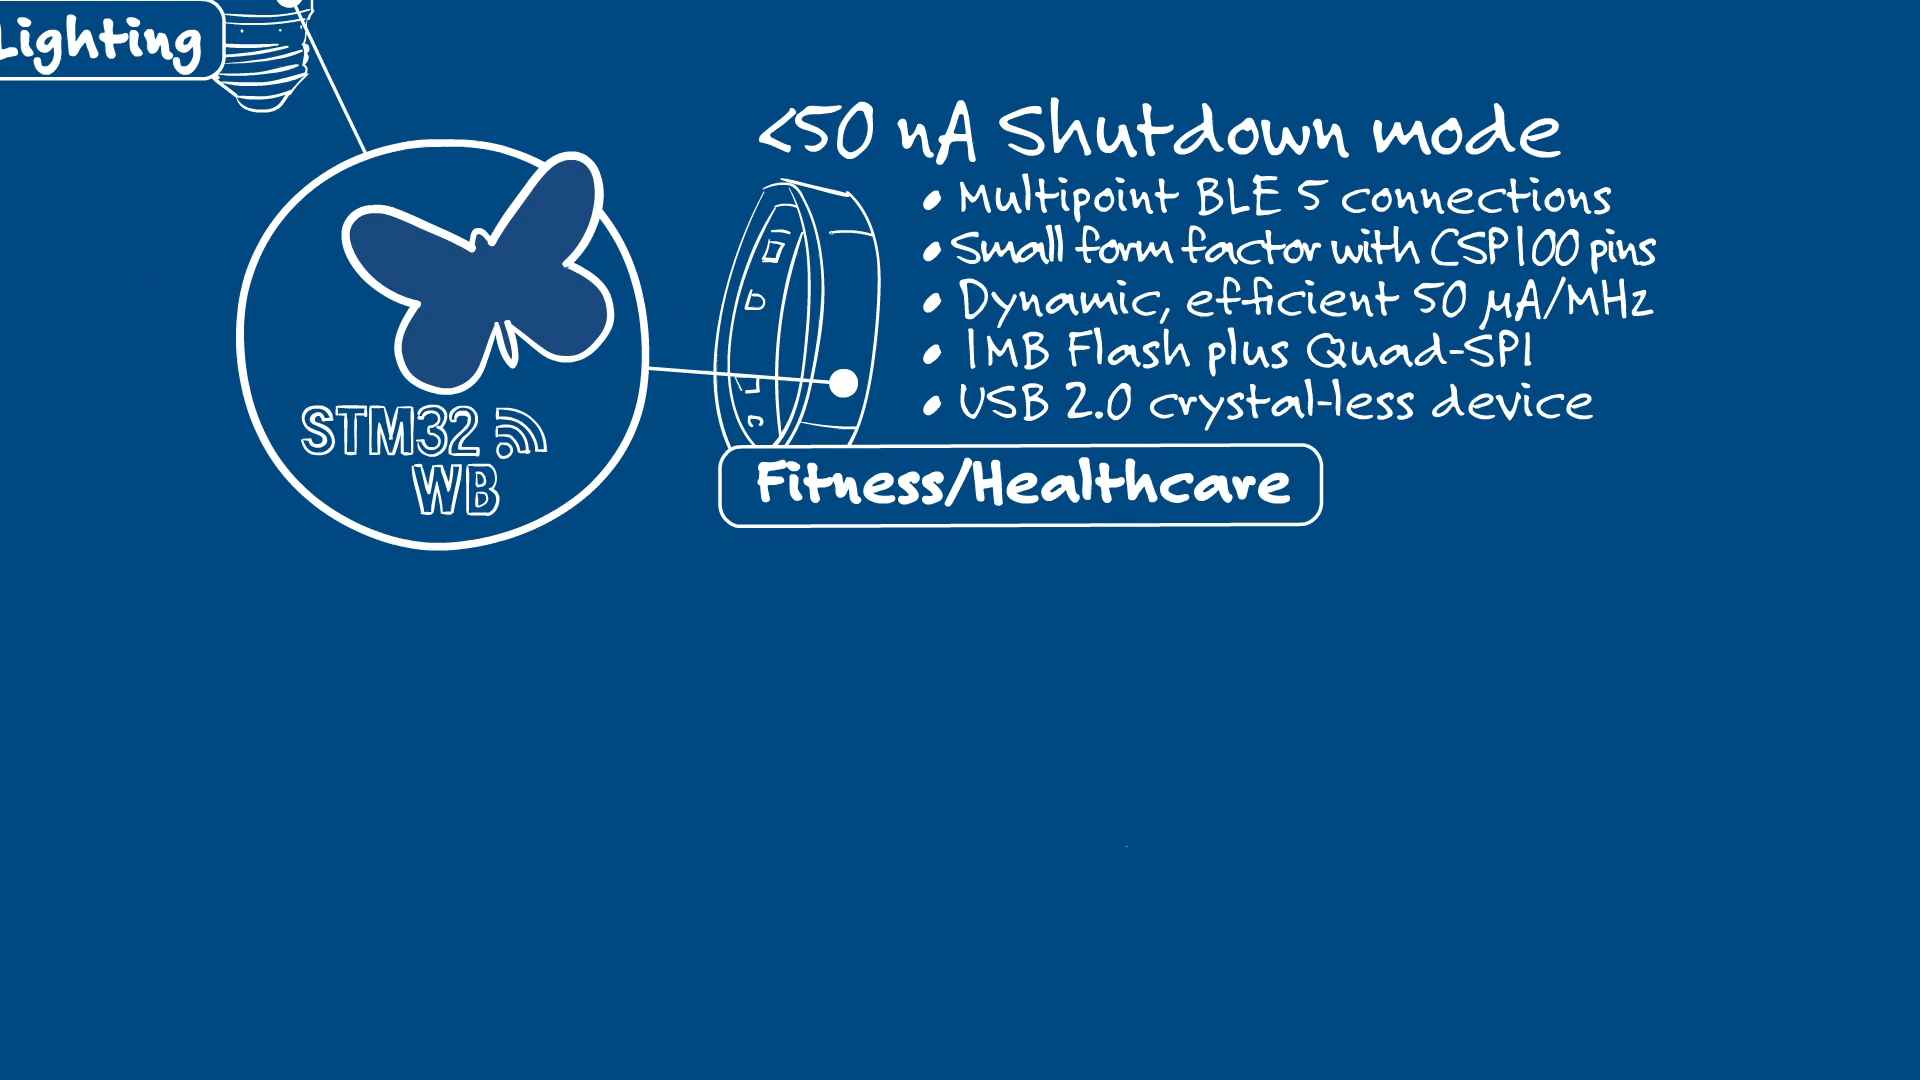 Lighting
<50 nA Shutdown mode
• Multipoint BLE 5 connections
• Small form factor with CSP100 pins
• Dynamic, efficient 50 µA/MHz
• 1MB Flash plus Quad-SPI
• USB 2.0 crystal-less device
STM32
WB
Fitness/Healthcare